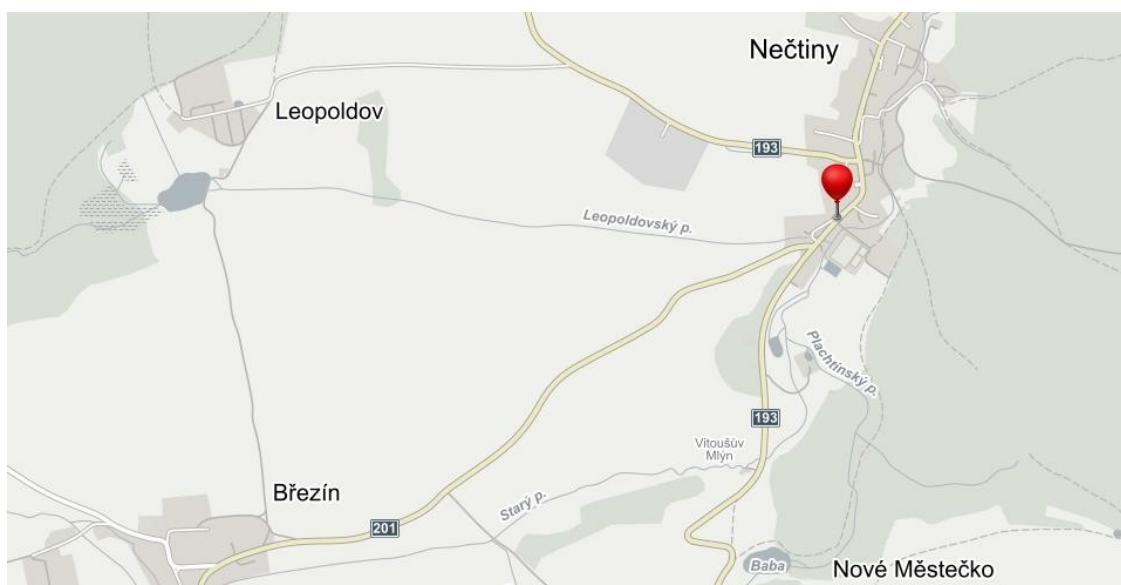 Nečtiny
Leopoldov
193
Leopoldovský p.
Plachtínský p.
193
Vitoušův
Mlýn
Březín
Starý p.
201
Baba
Nové Městečko